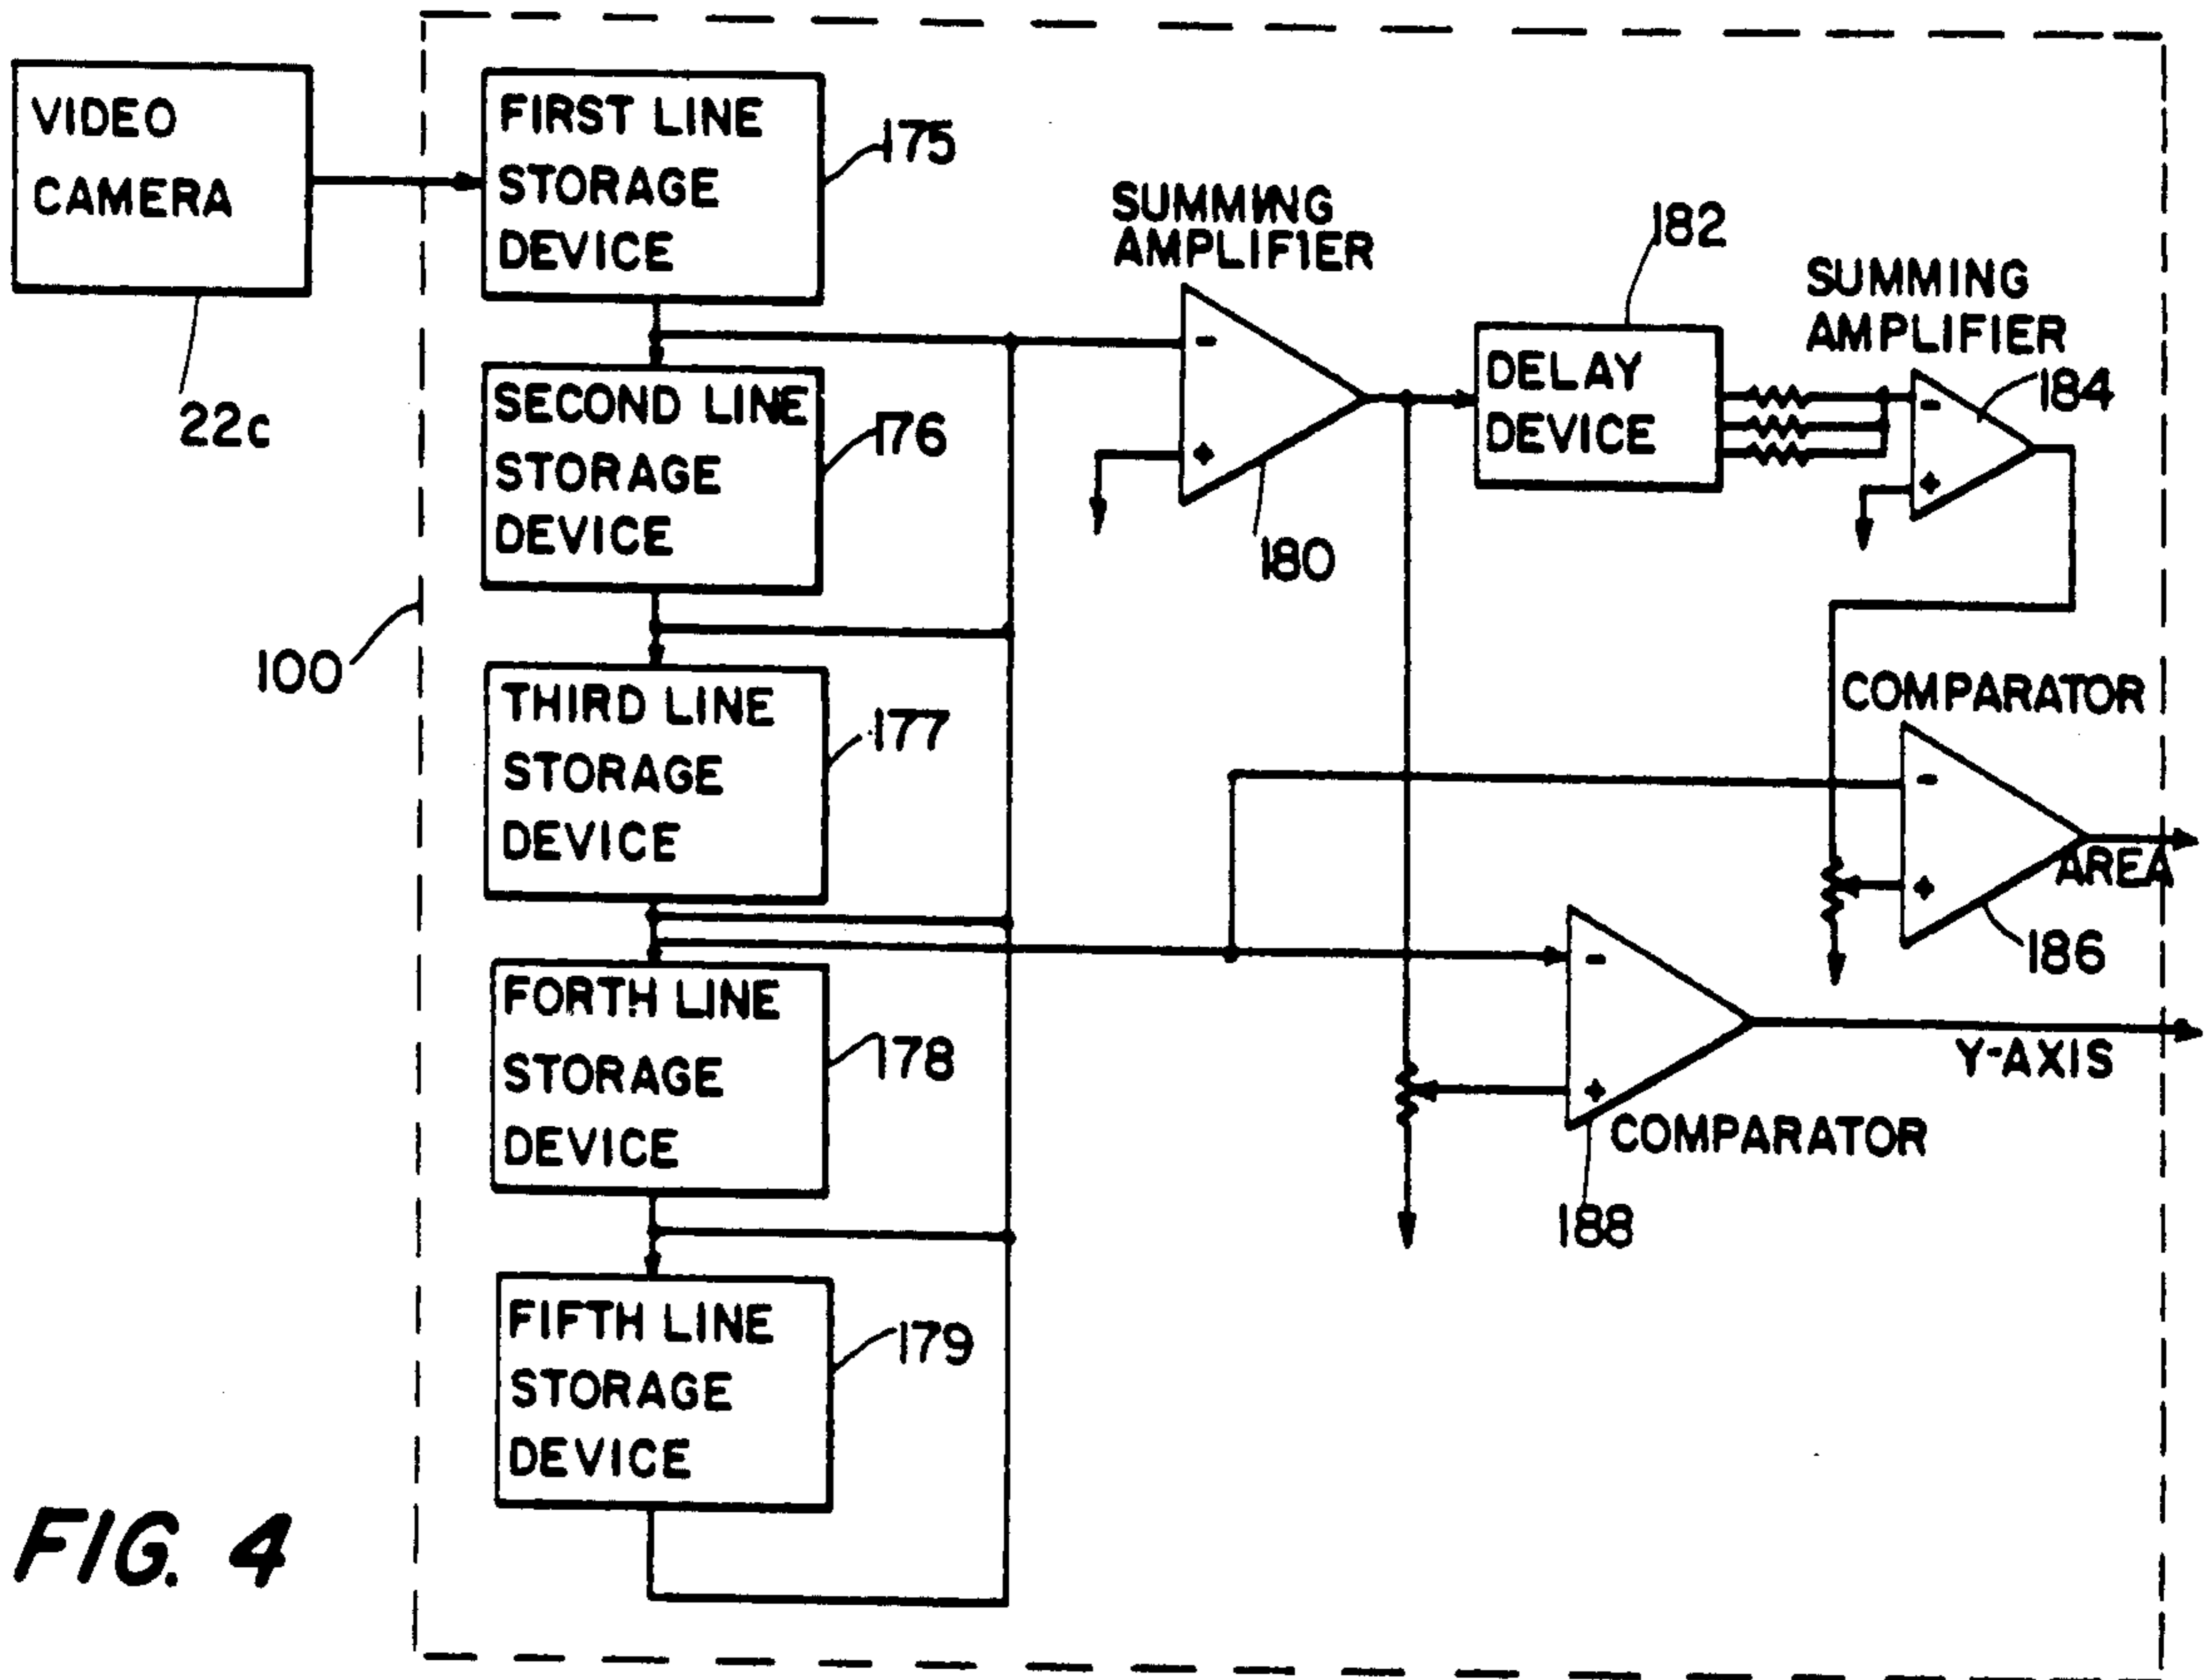 VIDEO
CAMERA
22c
100
FIRST LINE
STORAGE
DEVICE
175
SECOND LINE
STORAGE
DEVICE
176
THIRD LINE
STORAGE
DEVICE
177
FORTH LINE
STORAGE
DEVICE
178
FIFTH LINE
STORAGE
DEVICE
179
SUMMING
AMPLIFIER
-
+
180
182
DELAY
DEVICE
SUMMING
AMPLIFIER
184
-
+
COMPARATOR
-
+
AREA
186
-
+
Y-AXIS
COMPARATOR
188
FIG. 4